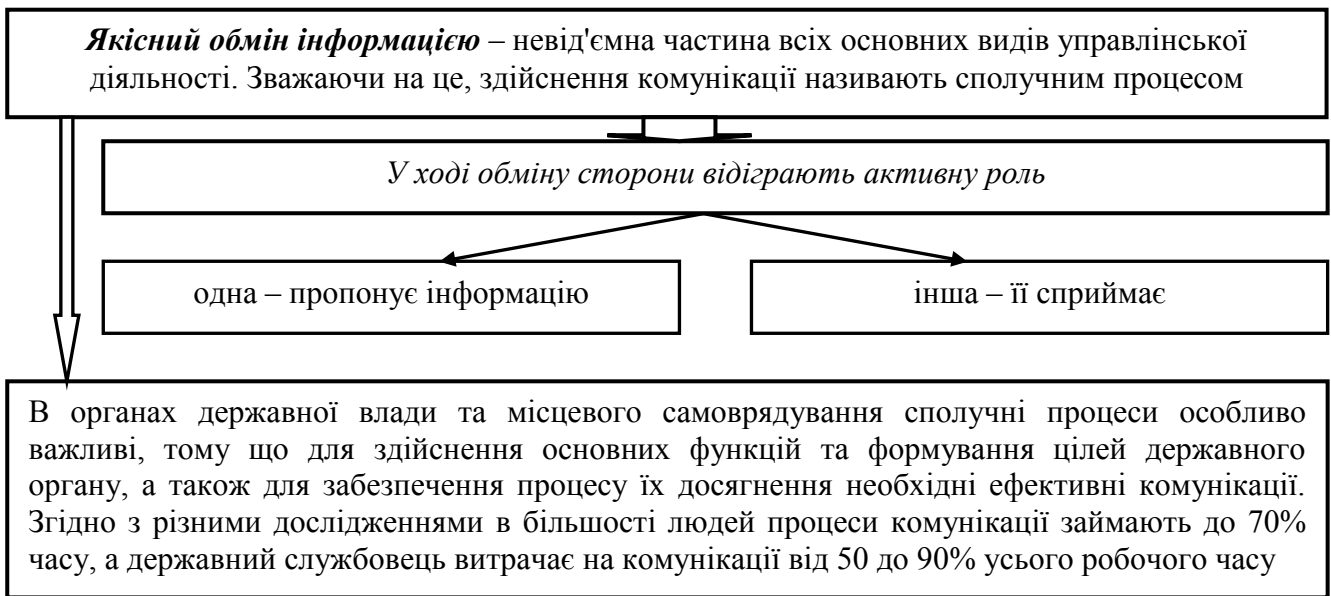 Якісний обмін інформацією – невід'ємна частина всіх основних видів управлінської
діяльності. Зважаючи на це, здійснення комунікації називають сполучним процесом
У ході обміну сторони відіграють активну роль
одна – пропонує інформацію
інша – її сприймає
В органах державної влади та місцевого самоврядування сполучні процеси особливо
важливі, тому що для здійснення основних функцій та формування цілей державного
органу, а також для забезпечення процесу їх досягнення необхідні ефективні комунікації.
Згідно з різними дослідженнями в більшості людей процеси комунікації займають до 70%
часу, а державний службовець витрачає на комунікації від 50 до 90% усього робочого часу